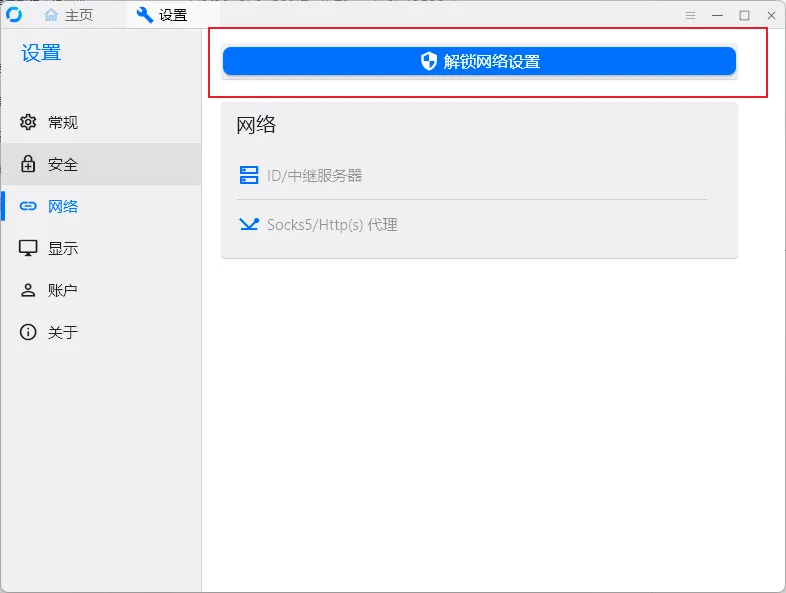 主页
设置
设置
常规
安全
网络
显示
账户
关于
解锁网络设置
网络
ID/中继服务器
Socks5/Http(s) 代理